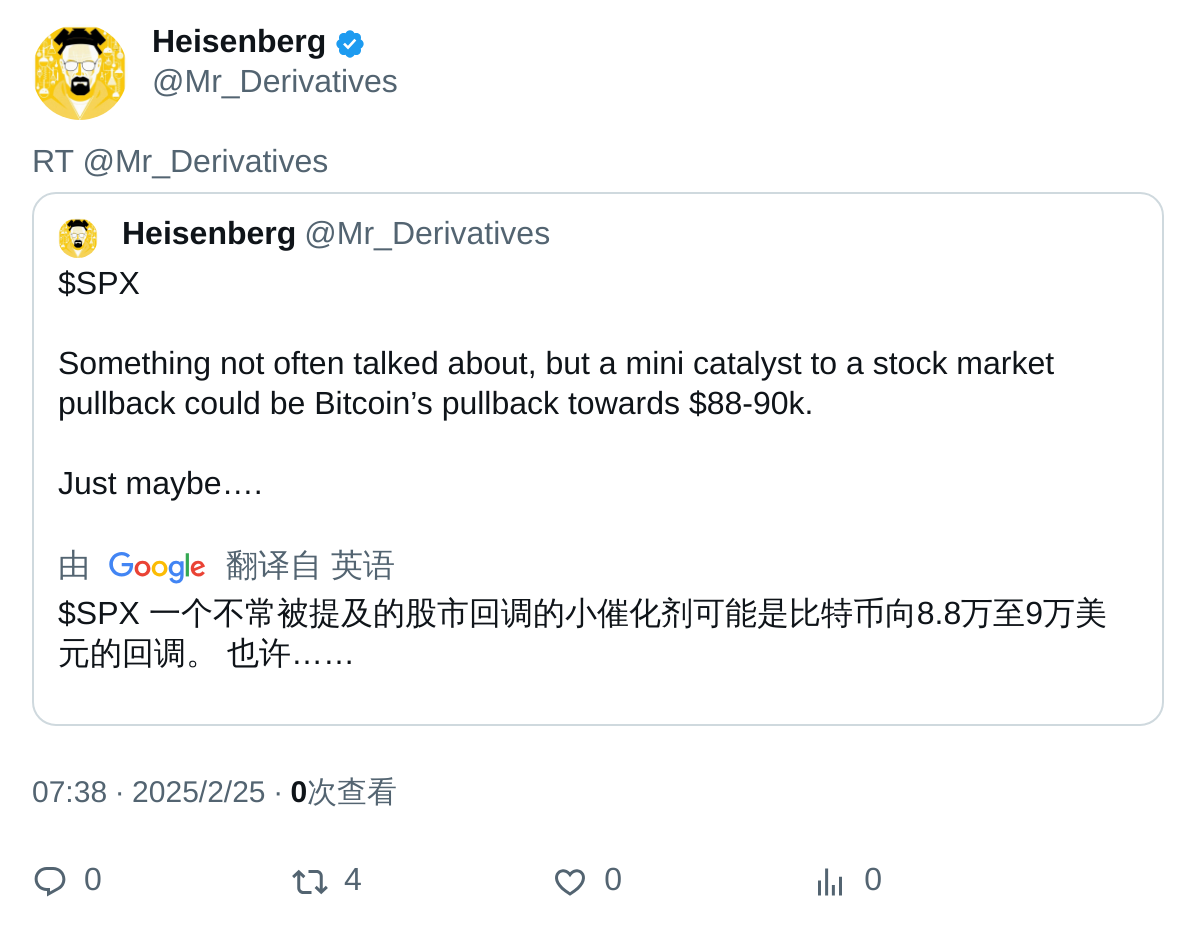 Heisenberg
@Mr_Derivatives
RT @Mr_Derivatives
Heisenberg @Mr_Derivatives
$SPX
Something not often talked about, but a mini catalyst to a stock market
pullback could be Bitcoin’s pullback towards $88-90k.
Just maybe….
由 Google 翻译自 英语
$SPX 一个不常被提及的股市回调的小催化剂可能是比特币向8.8万至9万美
元的回调。 也许……
07:38 · 2025/2/25 · 0次查看
0 4 0 0